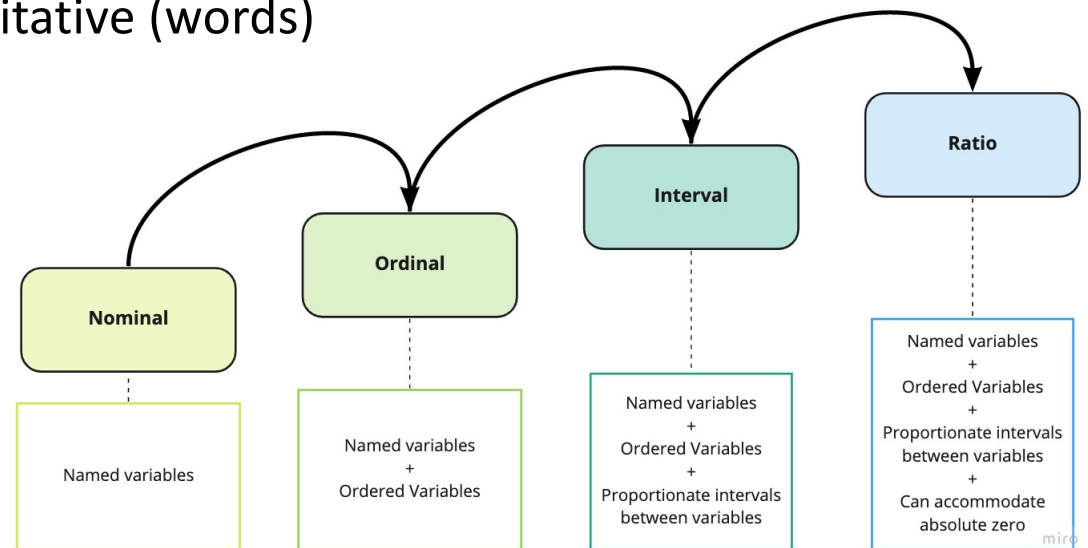 itative (words)
Nominal
Ordinal
Interval
Ratio
Named variables
Named variables
+
Ordered Variables
Named variables
+
Ordered Variables
+
Proportionate intervals
between variables
Named variables
+
Ordered Variables
+
Proportionate intervals
between variables
+
Can accommodate
absolute zero
miro